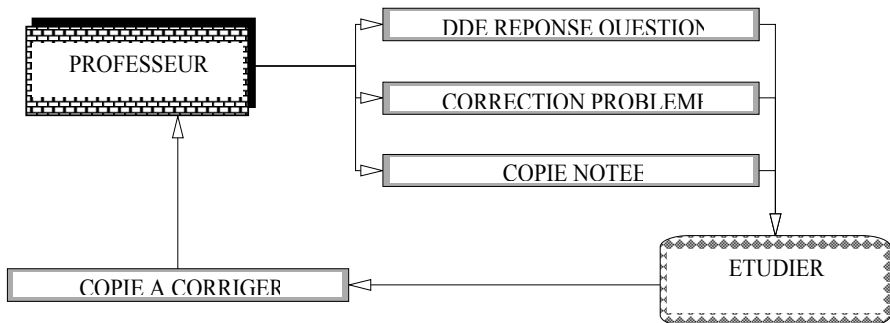 DDE REPONSE QUESTION
PROFESSEUR
CORRECTION PROBLEME
COPIE NOTEE
ETUDIER
COPIE A CORRIGER